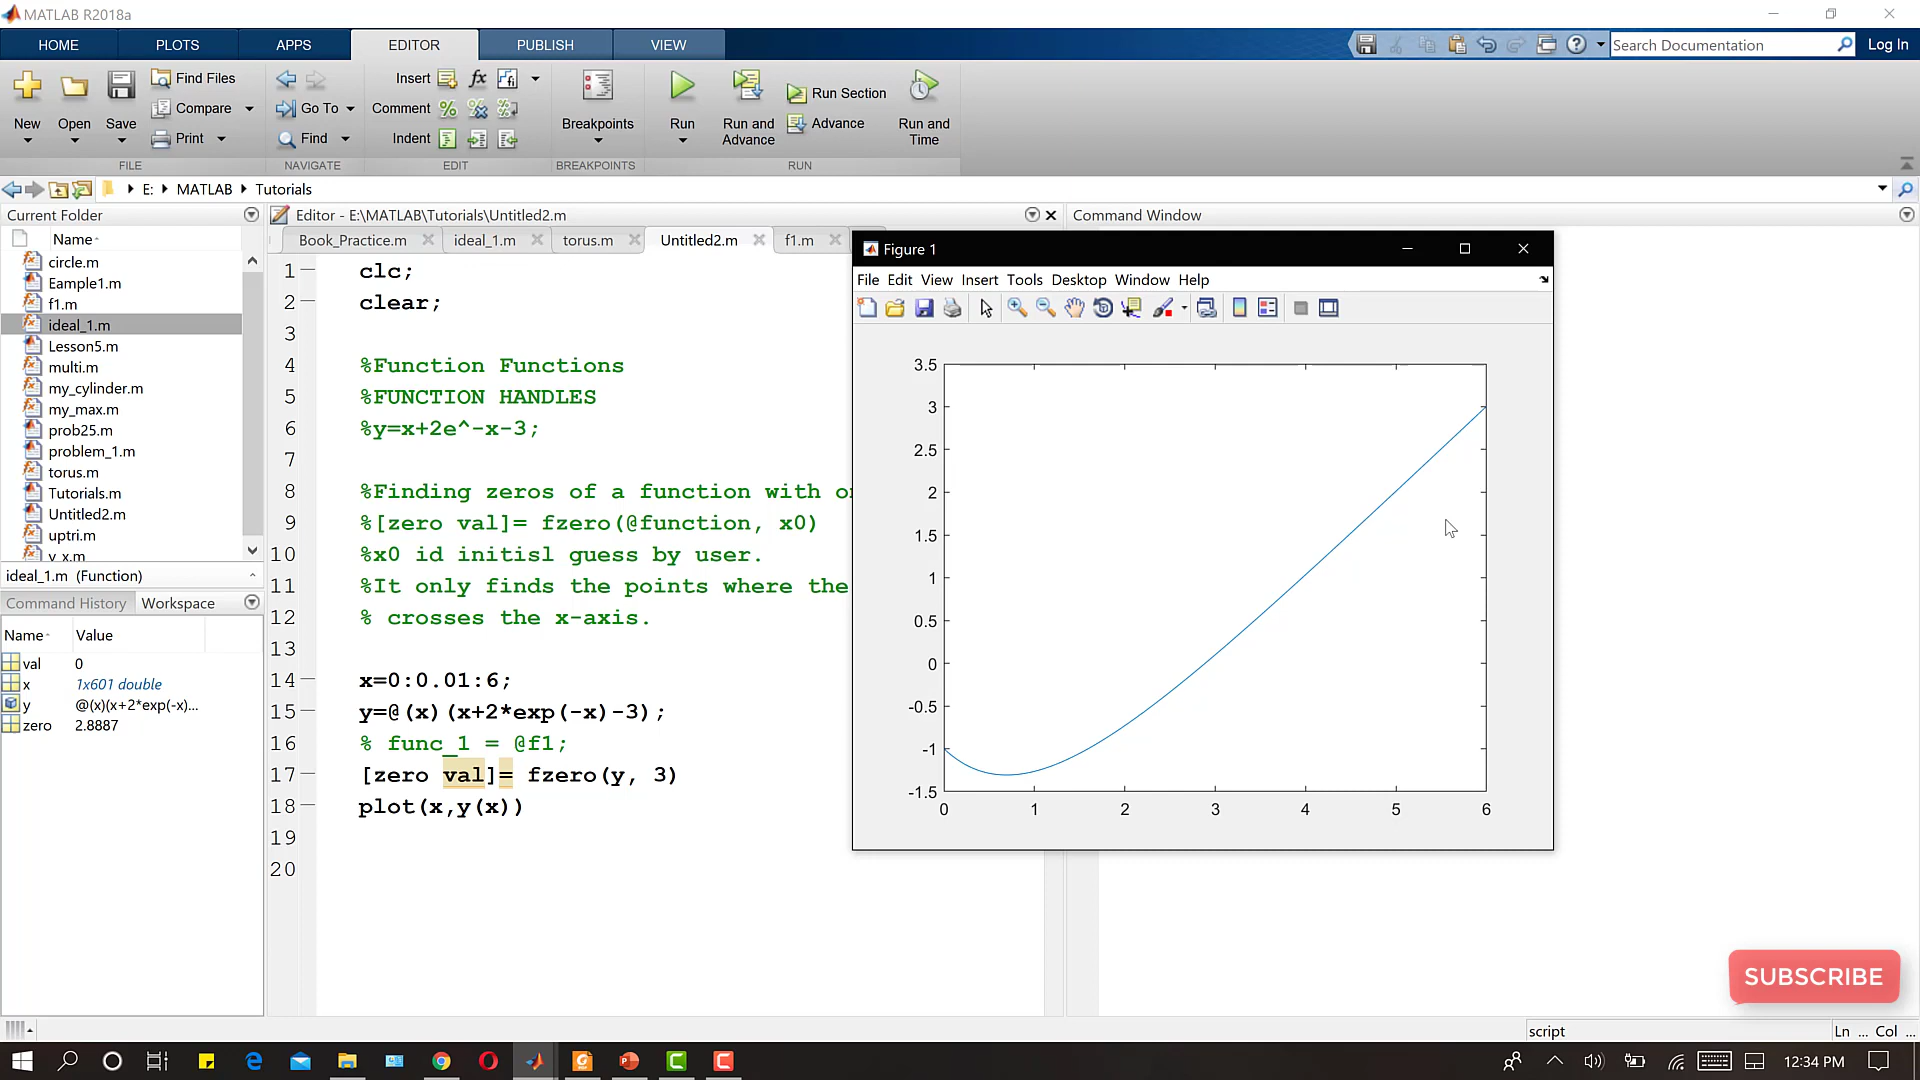 MATLAB R2018a
HOME
PLOTS
APPS
EDITOR
PUBLISH
VIEW
Search Documentation
Log In
New
Open
Save
Find Files
Compare
Print
Go To
Find
Insert
fx
Comment
Indent
Breakpoints
Run
Run and Advance
Run Section
Advance
Run and Time
FILE
NAVIGATE
EDIT
BREAKPOINTS
RUN
E:
MATLAB
Tutorials
Current Folder
Name
circle.m
Eample1.m
f1.m
ideal_1.m
Lesson5.m
multi.m
my_cylinder.m
my_max.m
prob25.m
problem_1.m
torus.m
Tutorials.m
Untitled2.m
uptri.m
y_x.m
ideal_1.m (Function)
Command History
Workspace
Name
Value
val
0
x
1x601 double
y
@(x)(x+2*exp(-x)...
zero
2.8887
Editor - E:\MATLAB\Tutorials\Untitled2.m
Book_Practice.m
ideal_1.m
torus.m
Untitled2.m
f1.m
1 clc;
2 clear;
3
4 %Function Functions
5 %FUNCTION HANDLES
6 %y=x+2e^-x-3;
7
8 %Finding zeros of a function with
9 %[zero val]= fzero(@function, x0)
10 %x0 id initisl guess by user.
11 %It only finds the points where the
12 % crosses the x-axis.
13
14 x=0:0.01:6;
15 y=@(x)(x+2*exp(-x)-3);
16 % func_1 = @f1;
17 [zero val]= fzero(y, 3)
18 plot(x,y(x))
19
20
Command Window
Figure 1
File Edit View Insert Tools Desktop Window Help
3.5
3
2.5
2
1.5
1
0.5
0
-0.5
-1
-1.5
0 1 2 3 4 5 6
SUBSCRIBE
script
Ln ... Col ...
12:34 PM